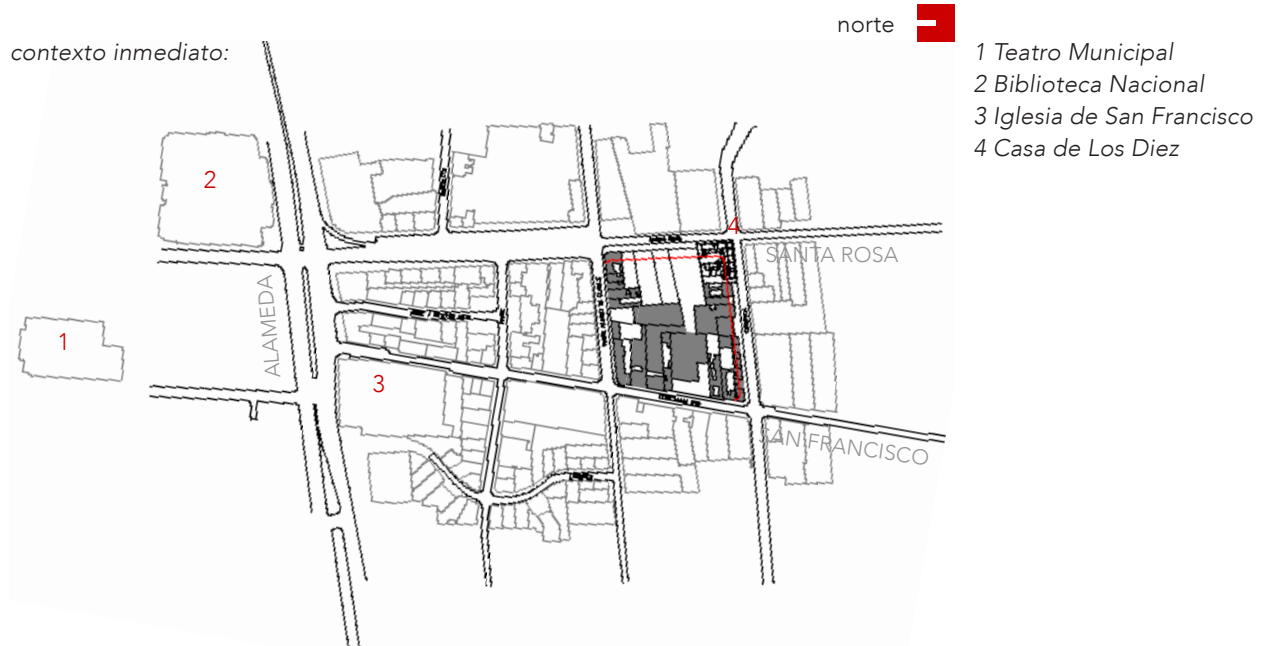 norte
contexto inmediato:
1 Teatro Municipal
2 Biblioteca Nacional
3 Iglesia de San Francisco
4 Casa de Los Diez
2
4
SANTA ROSA
ALAMEDA
1
3
SAN FRANCISCO